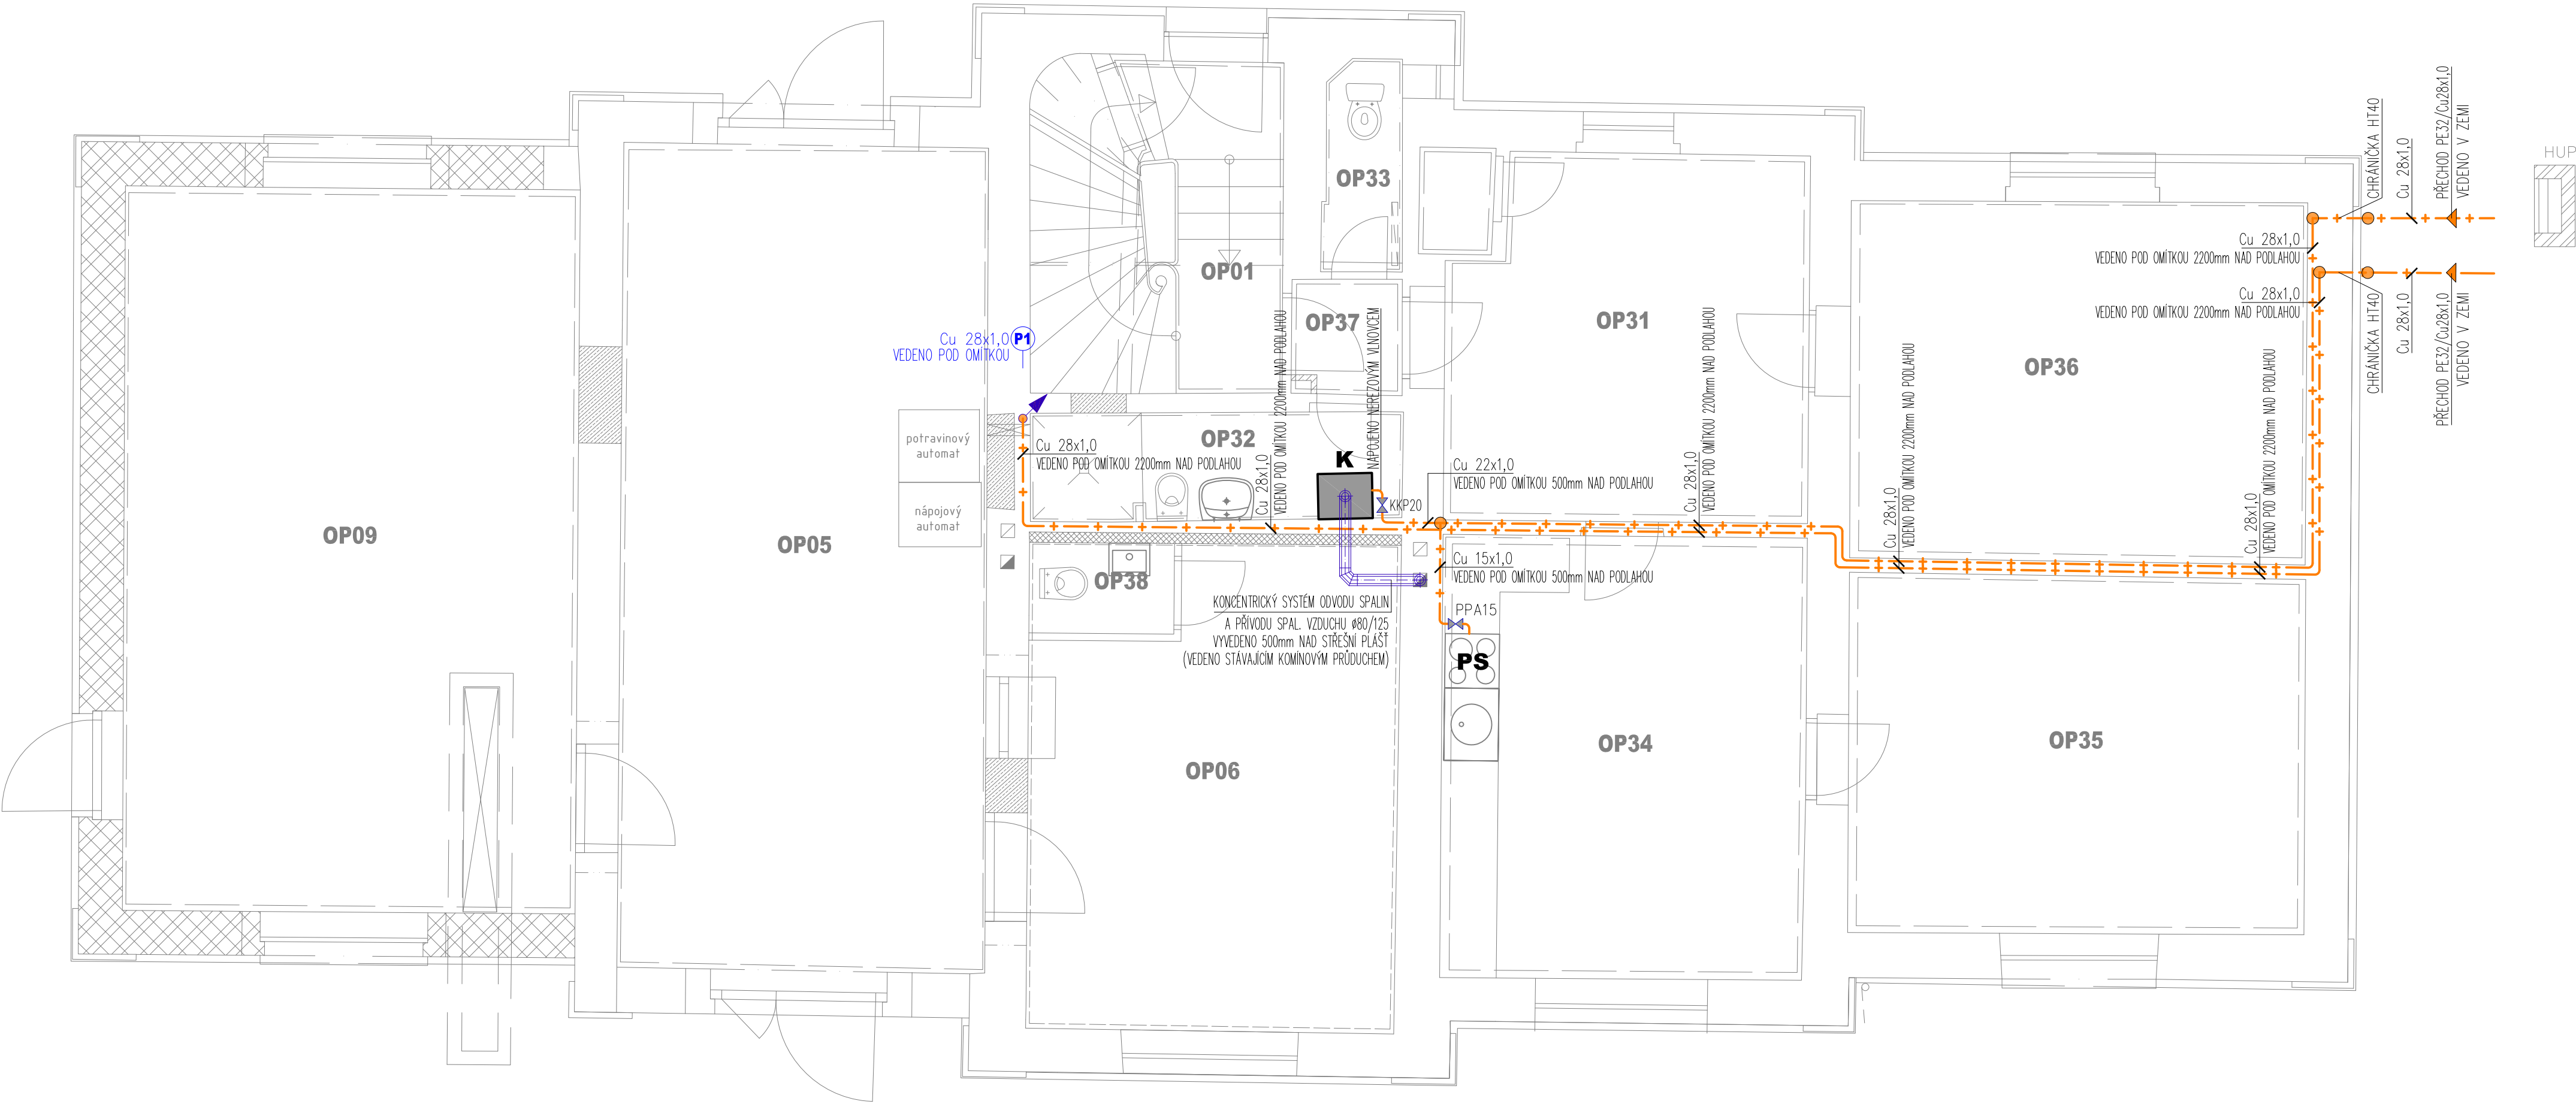 HUP
CHRÁNIČKA HT40
Cu 28x1,0
PŘECHOD PE32/Cu28x1,0
VEDENO V ZEMI
OP33
OP01
OP37
OP31
OP36
Cu 28x1,0
VEDENO POD OMÍTKOU 2200mm NAD PODLAHOU
Cu 28x1,0
VEDENO POD OMÍTKOU 2200mm NAD PODLAHOU
CHRÁNIČKA HT40
Cu 28x1,0
PŘECHOD PE32/Cu28x1,0
VEDENO V ZEMI
Cu 28x1,0
VEDENO POD OMÍTKOU
P1
potravinový
automat
nápojový
automat
OP32
Cu 28x1,0
VEDENO POD OMÍTKOU 2200mm NAD PODLAHOU
Cu 28x1,0
VEDENO POD OMÍTKOU 2200mm NAD PODLAHOU
K
NAPOJENO NEREZOVÝM VLNOVCEM
KKP20
Cu 22x1,0
VEDENO POD OMÍTKOU 500mm NAD PODLAHOU
Cu 28x1,0
VEDENO POD OMÍTKOU 2200mm NAD PODLAHOU
Cu 28x1,0
VEDENO POD OMÍTKOU 2200mm NAD PODLAHOU
Cu 28x1,0
VEDENO POD OMÍTKOU 2200mm NAD PODLAHOU
OP09
OP05
OP38
Cu 15x1,0
VEDENO POD OMÍTKOU 500mm NAD PODLAHOU
KONCENTRICKÝ SYSTÉM ODVODU SPALIN
A PŘÍVODU SPAL. VZDUCHU ø80/125
VYVEDENO 500mm NAD STŘEŠNÍ PLÁŠŤ
(VEDENO STÁVAJÍCÍM KOMÍNOVÝM PRŮDUCHEM)
PPA15
PS
OP06
OP34
OP35